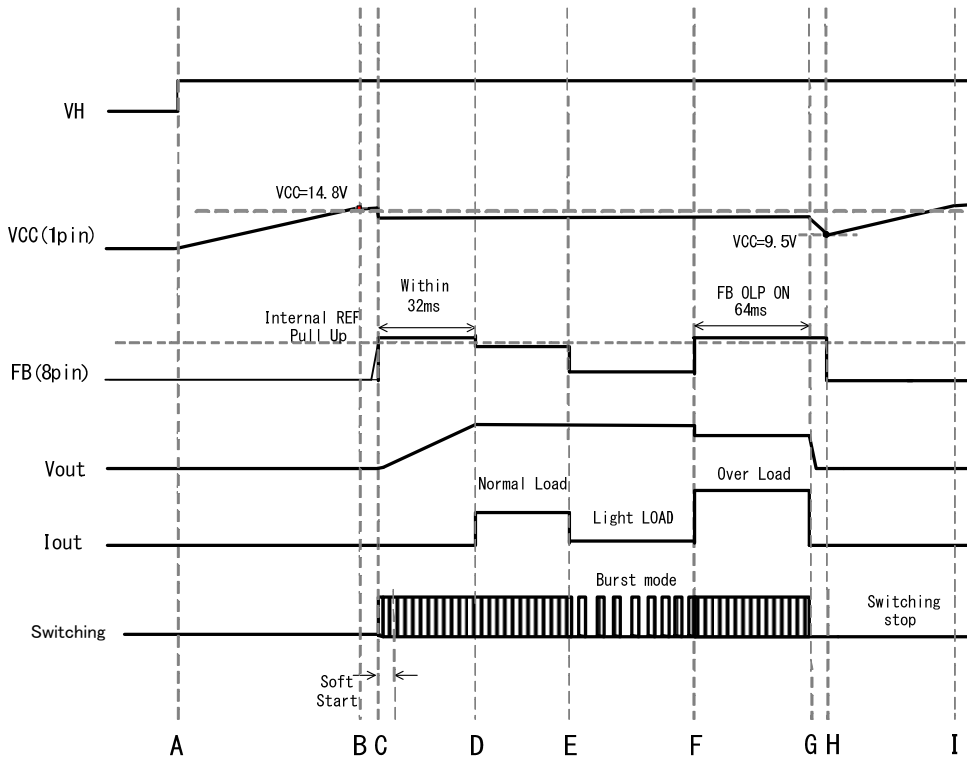 VH
VCC=14.8V
VCC(1pin)
VCC=9.5V
Within
32ms
FB OLP ON
64ms
Internal REF
Pull Up
FB(8pin)
Vout
Normal Load
Over Load
Iout
Light LOAD
Burst mode
Switching
Switching
stop
Soft
Start
A B C D E F G H I